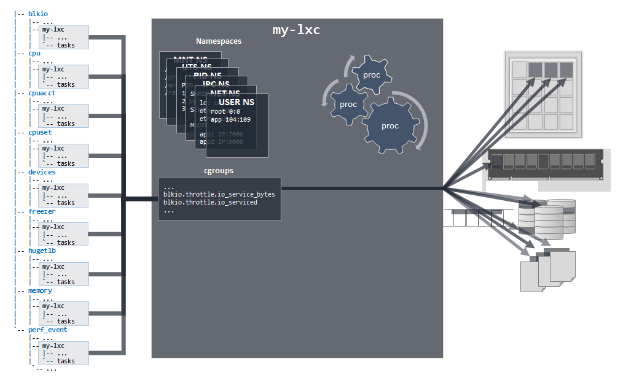 |-- blkio
|   |-- ...
|   |-- my-lxc
|   |-- ...
|   `-- tasks
|-- cpu
|   |-- ...
|   |-- my-lxc
|   |-- ...
|   `-- tasks
|-- cpuacct
|   |-- ...
|   |-- my-lxc
|   |-- ...
|   `-- tasks
|-- cpuset
|   |-- ...
|   |-- my-lxc
|   |-- ...
|   `-- tasks
|-- devices
|   |-- ...
|   |-- my-lxc
|   |-- ...
|   `-- tasks
|-- freezer
|   |-- ...
|   |-- my-lxc
|   |-- ...
|   `-- tasks
|-- hugetlb
|   |-- ...
|   |-- my-lxc
|   |-- ...
|   `-- tasks
|-- memory
|   |-- ...
|   |-- my-lxc
|   |-- ...
|   `-- tasks
`-- perf_event
|-- ...
|-- my-lxc
|-- ...
`-- tasks
`-- ...
my-lxc
Namespaces
MNT NS
UTS NS
PID NS
IPC NS
NET NS
USER NS
root 0:0
app 104:109
cgroups
...
blkio.throttle.io_service_bytes
blkio.throttle.io_serviced
...
proc
proc
proc